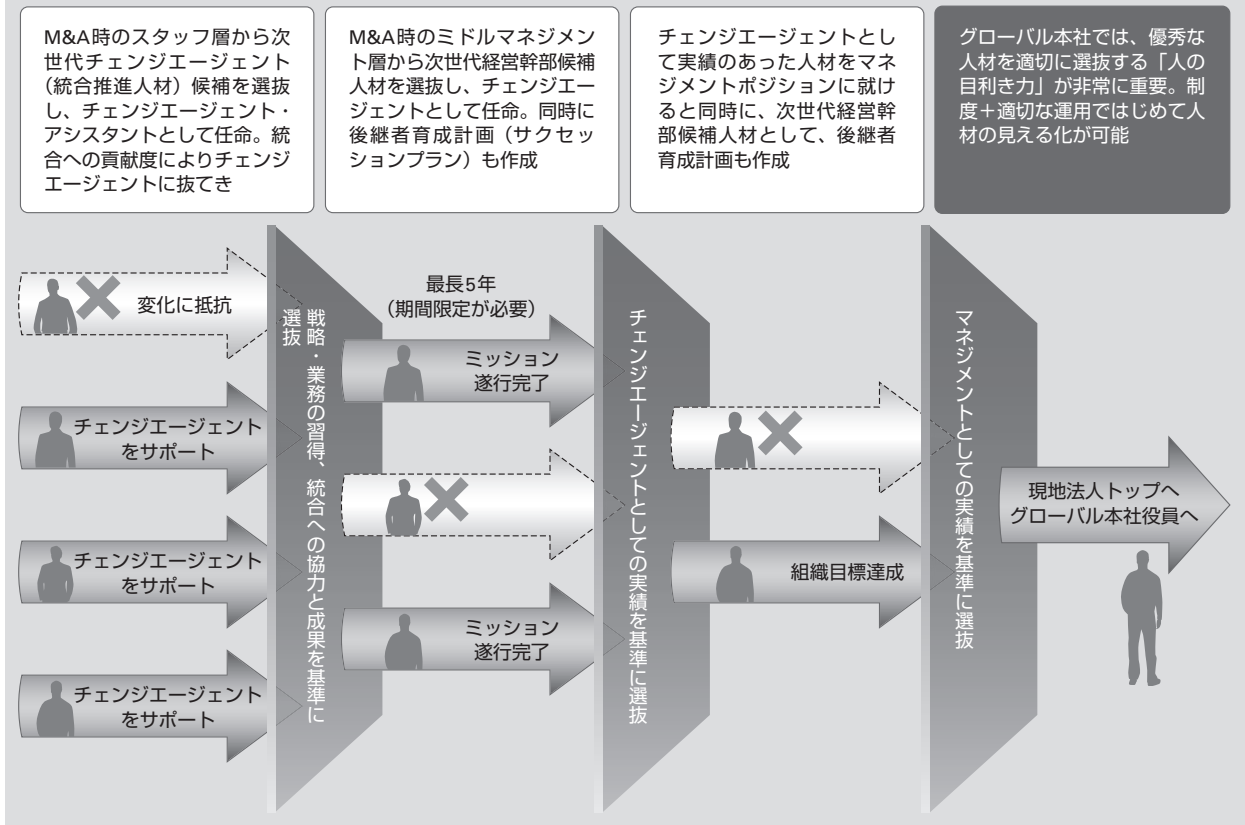 M&A時のスタッフ層から次
世代チェンジエージェント
（統合推進人材）候補を選抜
し、チェンジエージェント・
アシスタントとして任命。統
合への貢献度によりチェンジ
エージェントに抜てき
M&A時のミドルマネジメン
ト層から次世代経営幹部候補
人材を選抜し、チェンジエー
ジェントとして任命。同時に
後継者育成計画（サクセッ
ションプラン）も作成
チェンジエージェントとし
て実績のあった人材をマネ
ジメントポジションに就け
ると同時に、次世代経営幹
部候補人材として、後継者
育成計画も作成
グローバル本社では、優秀な
人材を適切に選抜する「人の
目利き力」が非常に重要。制
度＋適切な運用ではじめて人
材の見える化が可能
変化に抵抗
チェンジエージェント
をサポート
チェンジエージェント
をサポート
チェンジエージェント
をサポート
戦略・業務の習得、統合への協力と成果を基準に
選抜
最長5年
（期間限定が必要）
ミッション
遂行完了
ミッション
遂行完了
チェンジエージェントとしての実績を基準に選抜
組織目標達成
マネジメントとしての実績を基準に選抜
現地法人トップへ
グローバル本社役員へ